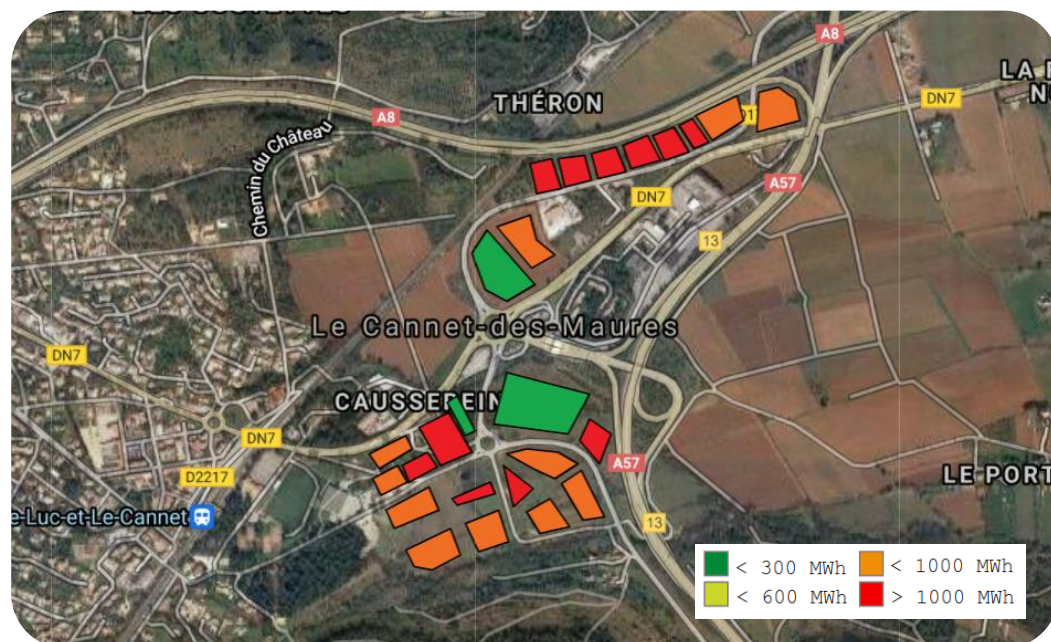 A8
THÉRON
LA
DN7
A8
Chemin du Château
DN7
A57
13
Le Cannet-des-Maures
DN7
DN7
A57
D2217
LE PORT
e-Luc-et-Le-Cannet
13
< 300 MWh
< 1000 MWh
< 600 MWh
> 1000 MWh